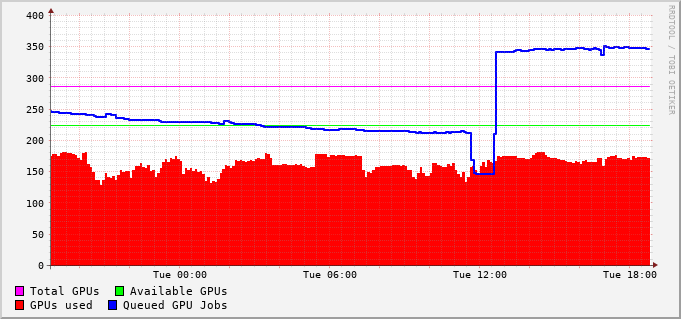 400
350
300
250
200
150
100
50
0
Tue 00:00 Tue 06:00 Tue 12:00 Tue 18:00
Total GPUs Available GPUs
GPUs used Queued GPU Jobs
RRDTOOL / TOBI OETIKER